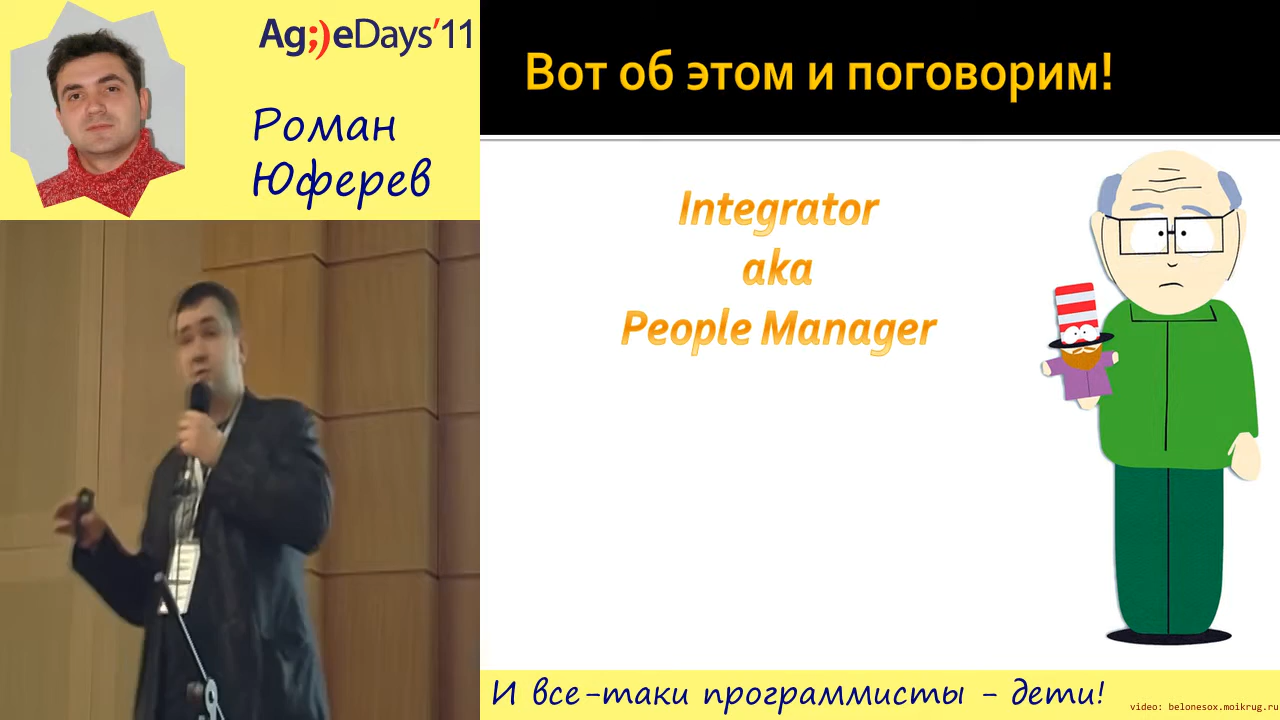 Ag;)eDays'11
Роман
Юферев
Вот об этом и поговорим!
Integrator
aka
People Manager
И все-таки программисты - дети!
video: belonesox.moikrug.ru